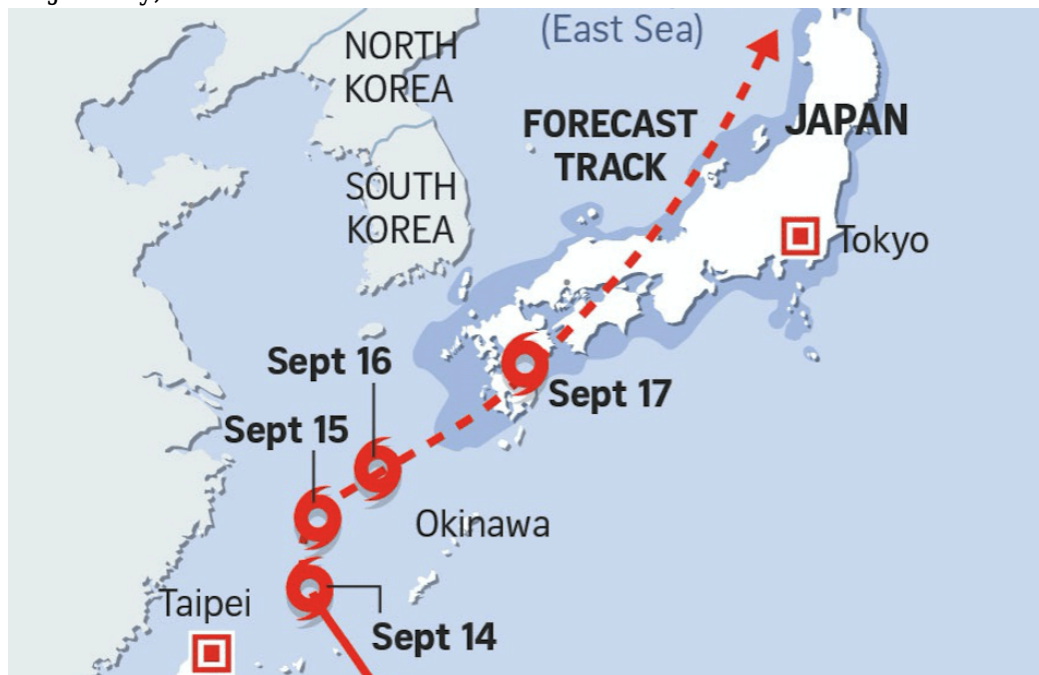 (East Sea)
NORTH
KOREA
FORECAST
TRACK
JAPAN
SOUTH
KOREA
Tokyo
Sept 16
Sept 17
Sept 15
Okinawa
Taipei
Sept 14